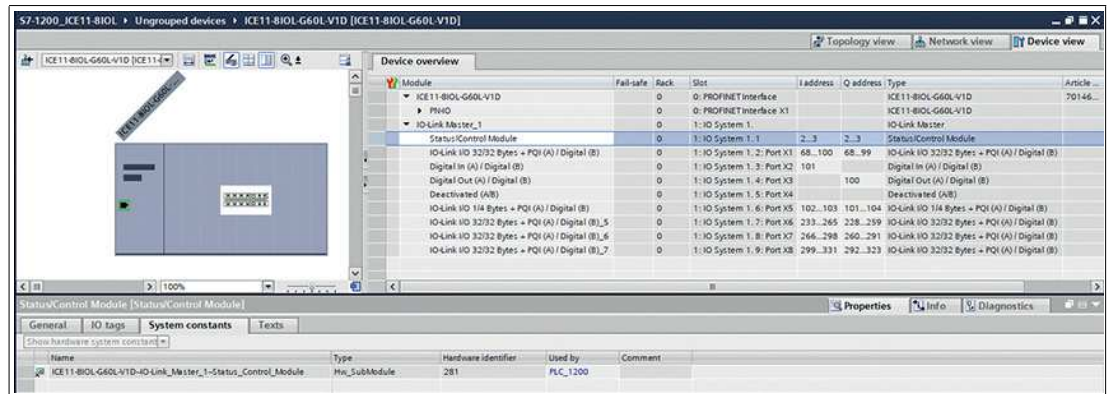 S7-1200_ICE11-8IOL ▸ Ungrouped devices ▸ ICE11-8IOL-G60L-V1D [ICE11-8IOL-G60L-V1D]
Topology view Network view Device view
ICE11-8IOL-G60L-V1D [ICE11-
Device overview
Module Fail-safe Rack Slot I address Q address Type Article ...
ICE11-8IOL-G60L-V1D 0 0: PROFINET Interface ICE11-8IOL-G60L-V1D 70146...
PN-IO 0 0: PROFINET Interface X1 ICE11-8IOL-G60L-V1D
IO-Link Master_1 0 1: IO System 1. IO-Link Master
Status/Control Module 0 1: IO System 1. 1 2...3 2...3 Status/Control Module
IO-Link I/O 32/32 Bytes + PQI (A) / Digital (B) 0 1: IO System 1. 2: Port X1 68...100 68...99 IO-Link I/O 32/32 Bytes + PQI (A) / Digital (B)
Digital In (A) / Digital (B) 0 1: IO System 1. 3: Port X2 101 Digital In (A) / Digital (B)
Digital Out (A) / Digital (B) 0 1: IO System 1. 4: Port X3 100 Digital Out (A) / Digital (B)
Deactivated (A/B) 0 1: IO System 1. 5: Port X4 Deactivated (A/B)
IO-Link I/O 1/4 Bytes + PQI (A) / Digital (B) 0 1: IO System 1. 6: Port X5 102...103 101...104 IO-Link I/O 1/4 Bytes + PQI (A) / Digital (B)
IO-Link I/O 32/32 Bytes + PQI (A) / Digital (B)_5 0 1: IO System 1. 7: Port X6 233...265 228...259 IO-Link I/O 32/32 Bytes + PQI (A) / Digital (B)
IO-Link I/O 32/32 Bytes + PQI (A) / Digital (B)_6 0 1: IO System 1. 8: Port X7 266...298 260...291 IO-Link I/O 32/32 Bytes + PQI (A) / Digital (B)
IO-Link I/O 32/32 Bytes + PQI (A) / Digital (B)_7 0 1: IO System 1. 9: Port X8 299...331 292...323 IO-Link I/O 32/32 Bytes + PQI (A) / Digital (B)
ICE11-8IOL-G60L-...
100%
Status/Control Module [Status/Control Module]
Properties Info Diagnostics
General IO tags System constants Texts
Show hardware system constant
Name Type Hardware identifier Used by Comment
ICE11-8IOL-G60L-V1D~IO-Link_Master_1~Status_Control_Module Hw_SubModule 281 PLC_1200